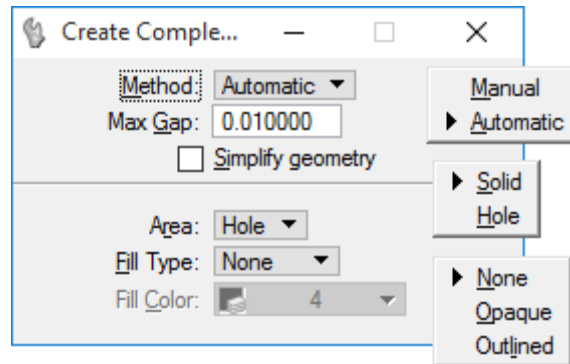 Create Comple...
Method: Automatic
Max Gap: 0.010000
Simplify geometry
Area: Hole
Fill Type: None
Fill Color: 4
Manual
Automatic
Solid
Hole
None
Opaque
Outlined